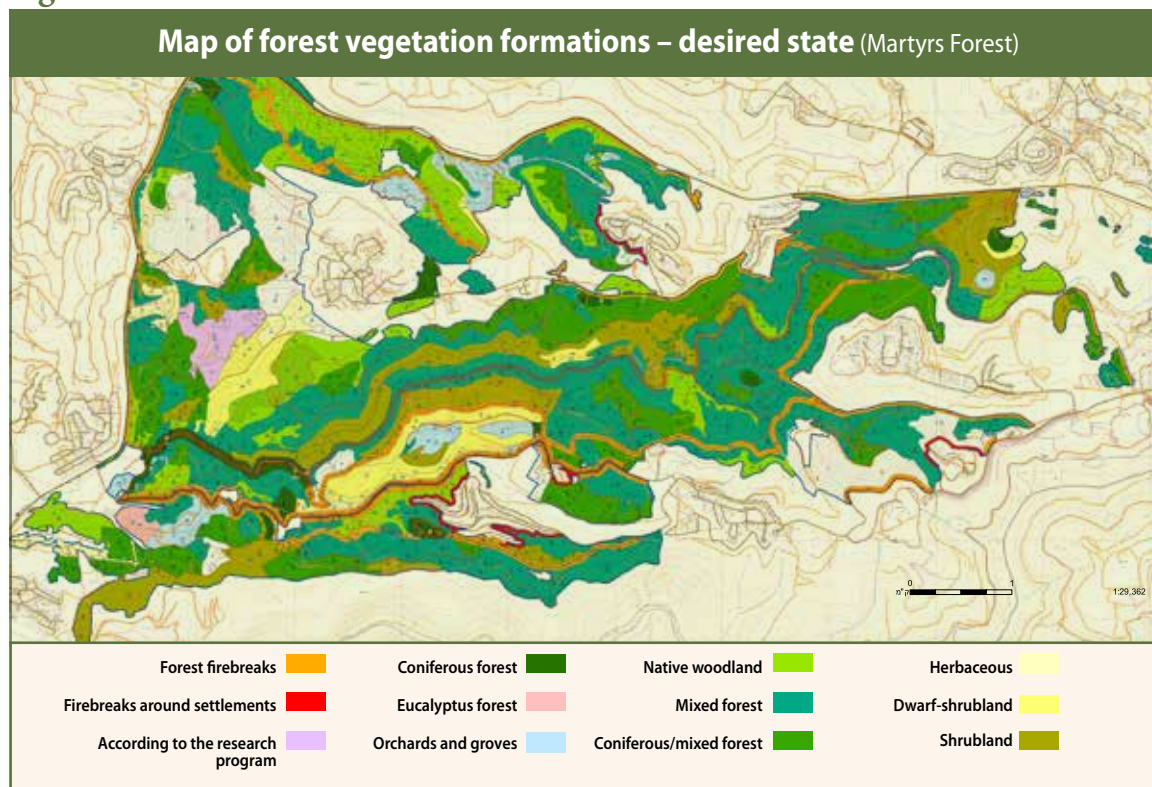 Map of forest vegetation formations – desired state (Martyrs Forest)
0 1
ק"מ
1:29,362
Forest firebreaks
Coniferous forest
Native woodland
Herbaceous
Firebreaks around settlements
Eucalyptus forest
Mixed forest
Dwarf-shrubland
According to the research
program
Orchards and groves
Coniferous/mixed forest
Shrubland